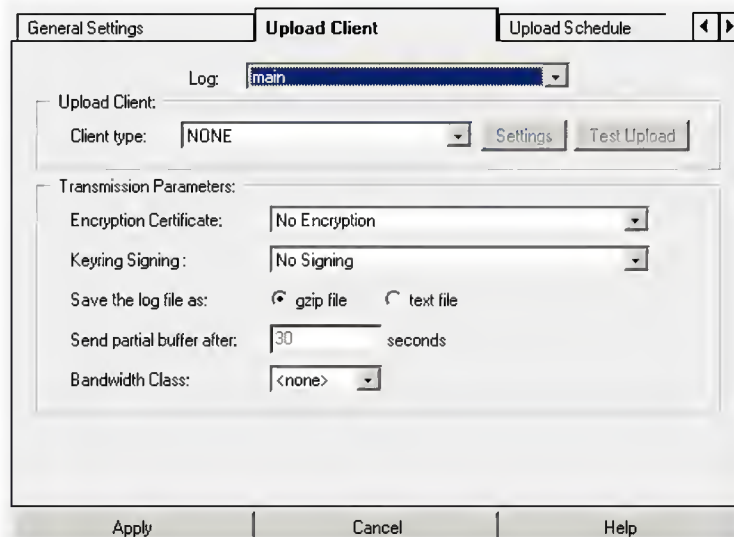 General Settings
Upload Client
Upload Schedule
Log: main
Upload Client:
Client type: NONE Settings Test Upload
Transmission Parameters:
Encryption Certificate: No Encryption
Keyring Signing: No Signing
Save the log file as: gzip file text file
Send partial buffer after: 30 seconds
Bandwidth Class: <none>
Apply Cancel Help